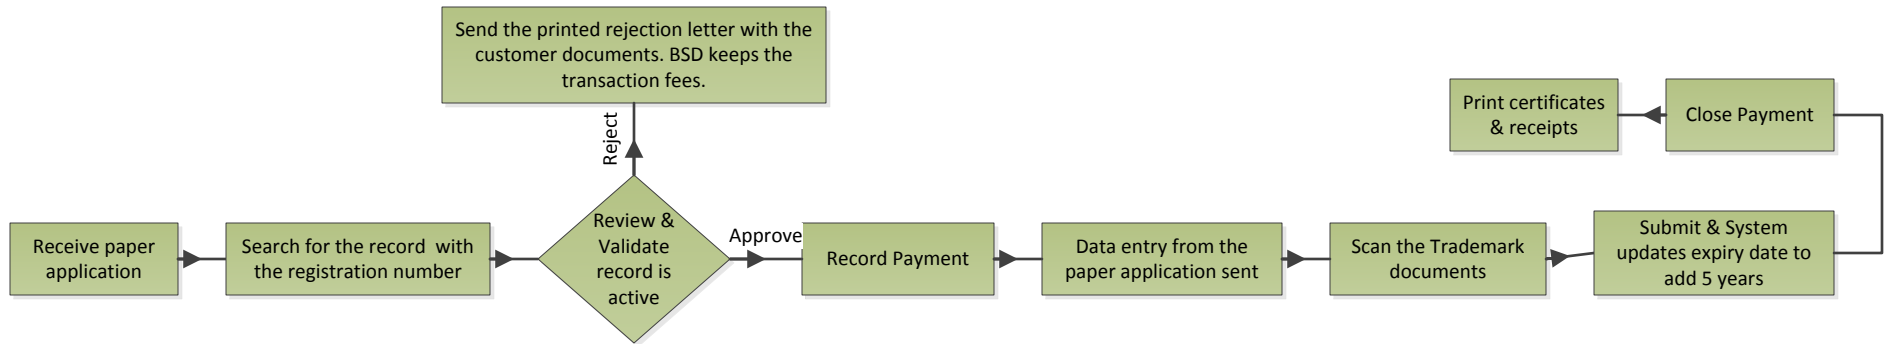 Send the printed rejection letter with the
customer documents. BSD keeps the
transaction fees.
Reject
Print certificates
& receipts
Close Payment
Receive paper
application
Search for the record  with
the registration number
Review &
Validate
record is
active
Approve
Record Payment
Data entry from the
paper application sent
Scan the Trademark
documents
Submit & System
updates expiry date to
add 5 years